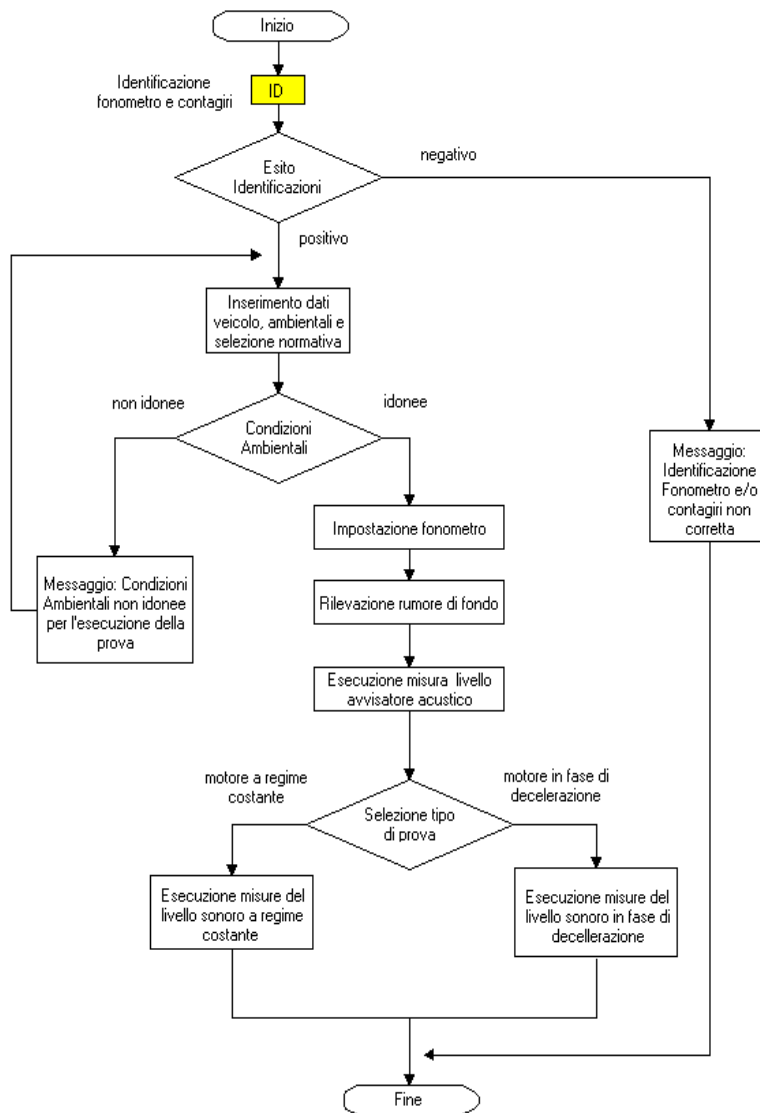 Inizio
Identificazione
fonometro e contagiri
ID
Esito
Identificazioni
negativo
positivo
Inserimento dati
veicolo, ambientali e
selezione normativa
non idonee
idonee
Condizioni
Ambientali
Messaggio:
Identificazione
Fonometro e/o
contagiri non
corretta
Impostazione fonometro
Messaggio: Condizioni
Ambientali non idonee
per l'esecuzione della
prova
Rilevazione rumore di fondo
Esecuzione misura livello
avvisatore acustico
motore a regime
costante
motore in fase di
decelerazione
Selezione tipo
di prova
Esecuzione misure del
livello sonoro a regime
costante
Esecuzione misure del
livello sonoro in fase di
decellerazione
Fine